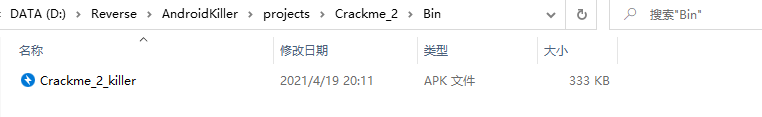 DATA (D:) › Reverse › AndroidKiller › projects › Crackme_2 › Bin 搜索"Bin"
名称 修改日期 类型 大小
Crackme_2_killer 2021/4/19 20:11 APK 文件 333 KB